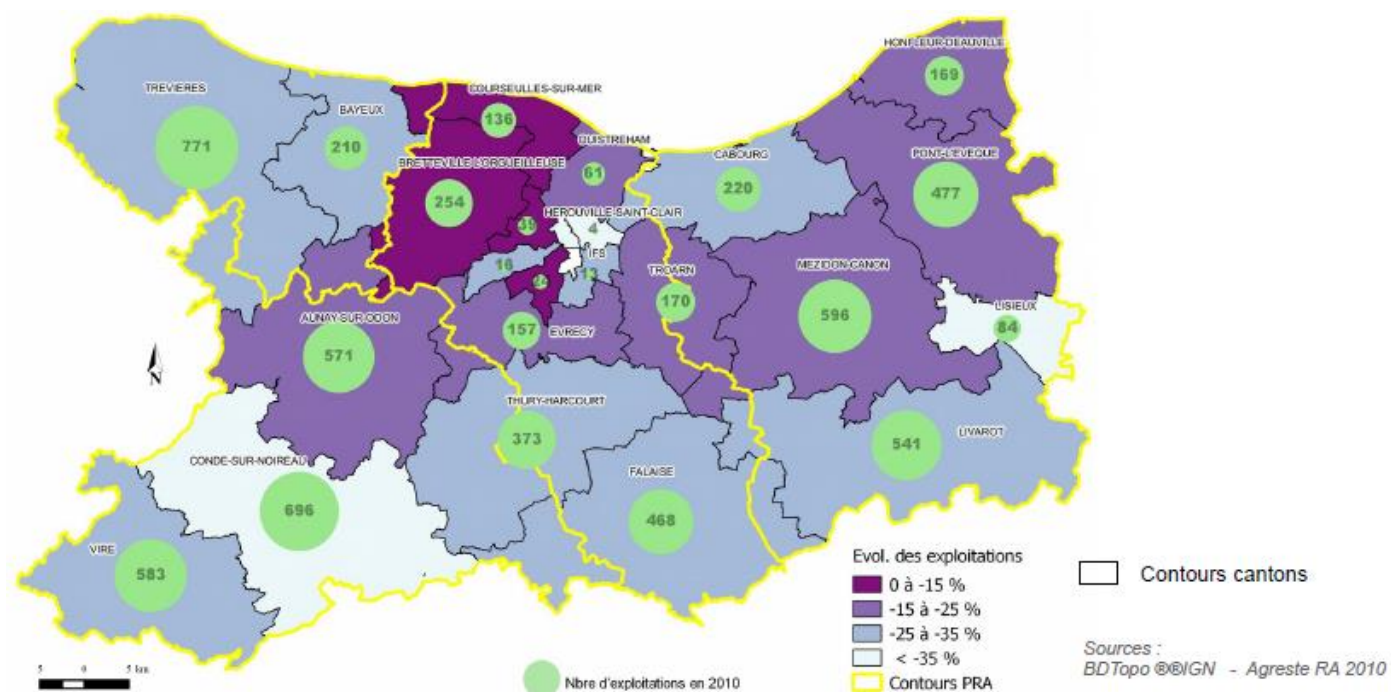 HONFLEUR-DEAUVILLE
169
TREVIERES
771
BAYEUX
210
COURSEULLES-SUR-MER
136
OUISTREHAM
61
BRETTEVILLE L'ORGUEILLEUSE
254
CABOURG
220
PONT-L'EVEQUE
477
HEROUVILLE-SAINT-CLAIR
39
4
IFS
16
13
24
TROARN
170
MEZIDON-CANON
596
LISIEUX
84
AUNAY-SUR-ODON
571
157
EVRECY
N
THURY-HARCOURT
373
LIVAROT
541
CONDE-SUR-NOIREAU
696
FALAISE
468
VIRE
583
Evol. des exploitations
0 à -15 %
-15 à -25 %
-25 à -35 %
< -35 %
Contours PRA
Contours cantons
5 0 5 km
Nbre d'exploitations en 2010
Sources :
BDTopo ®®IGN - Agreste RA 2010